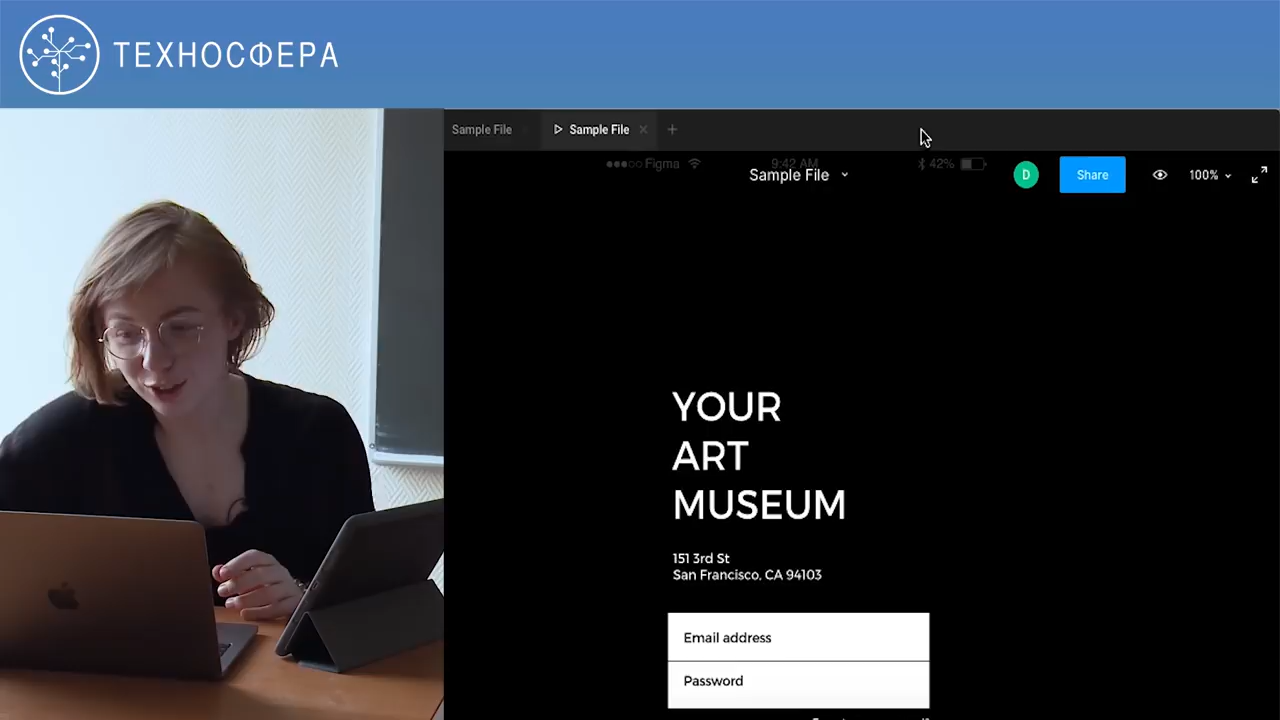 ТЕХНОСФЕРА
Sample File
Sample File
Figma 9:42 AM 42%
Sample File
D
Share
100%
YOUR
ART
MUSEUM
151 3rd St
San Francisco, CA 94103
Email address
Password